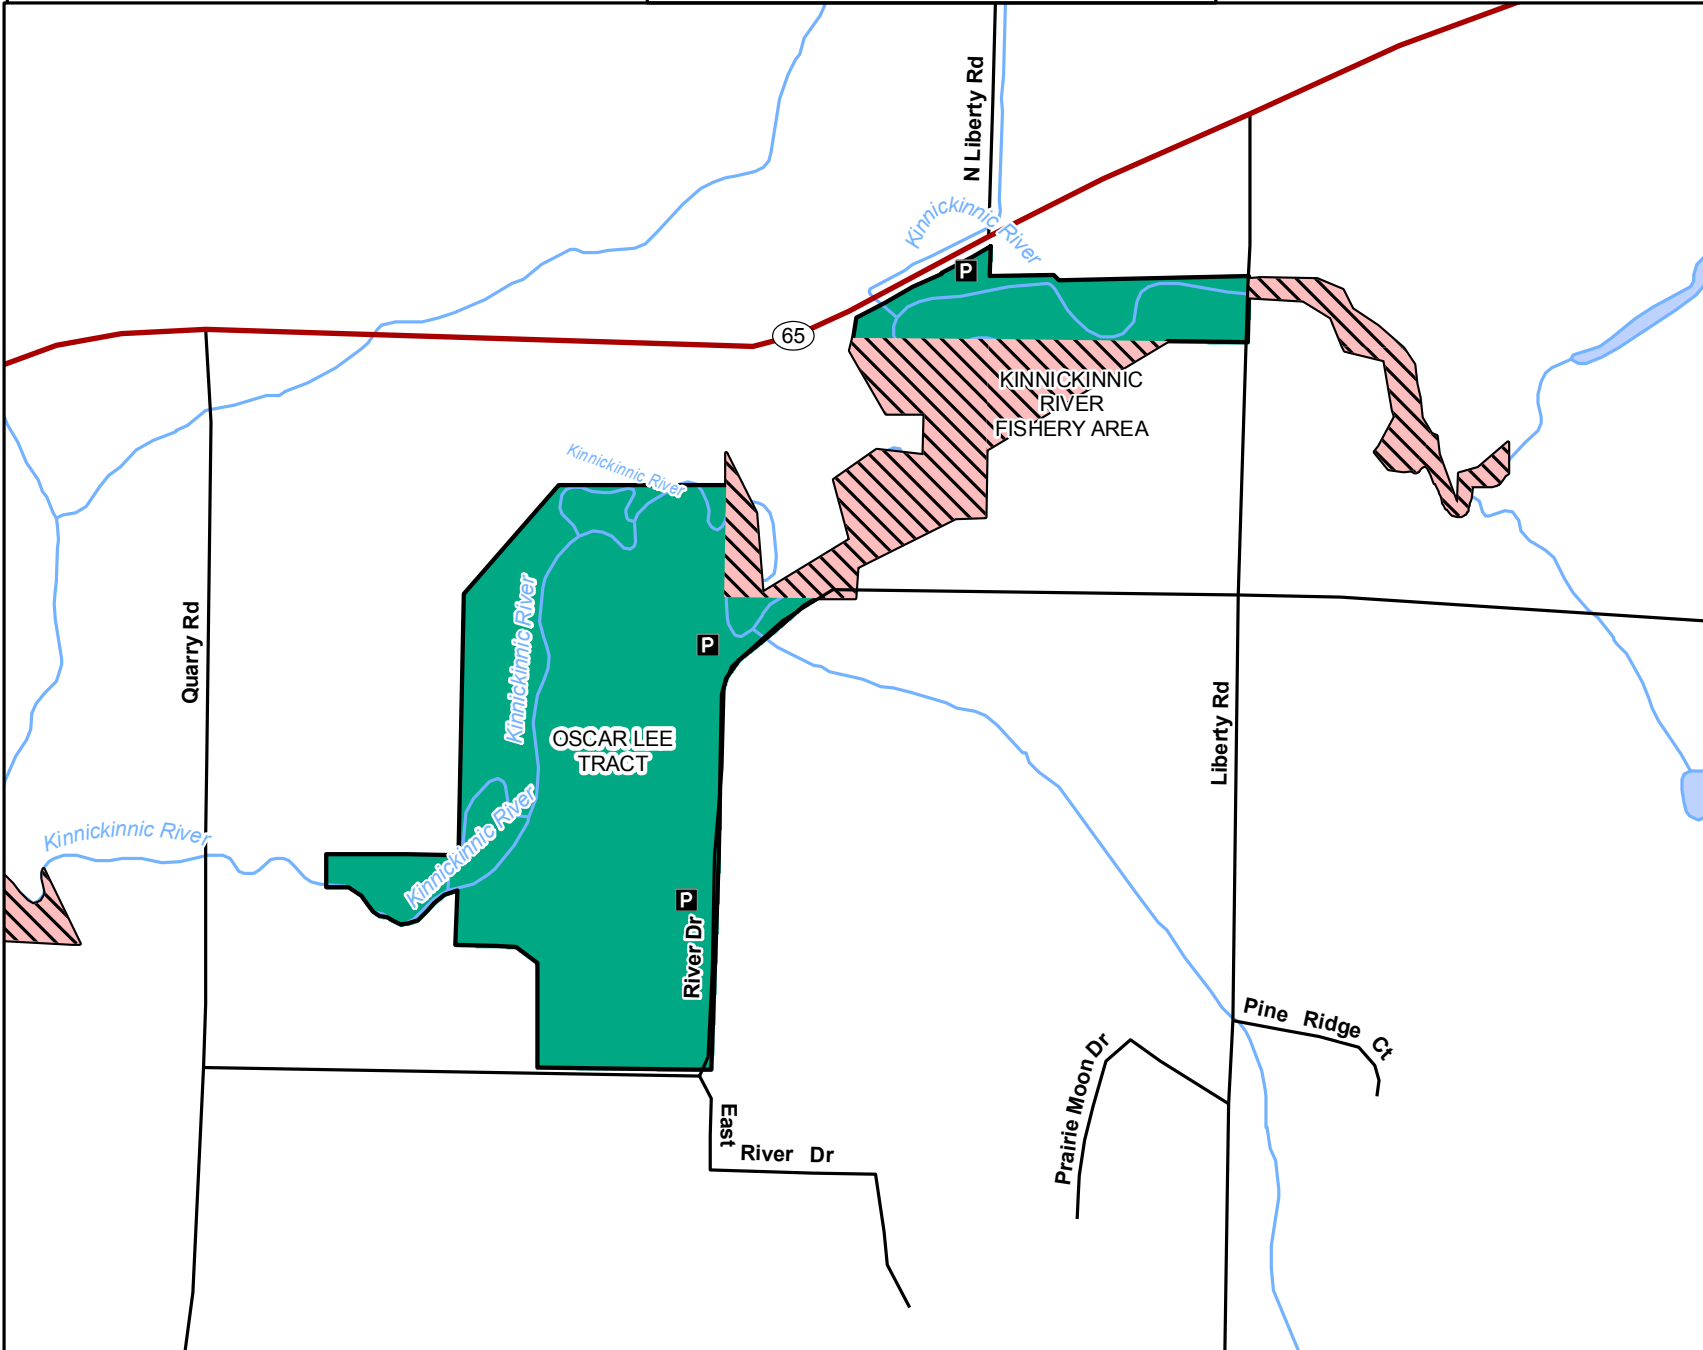 N Liberty Rd
Kinnickinnic River
P
65
KINNICKINNIC
RIVER
FISHERY AREA
Kinnickinnic River
Quarry Rd
Kinnickinnic River
P
OSCAR LEE
TRACT
Liberty Rd
Kinnickinnic River
Kinnickinnic River
P
River Dr
Pine Ridge Ct
Prairie Moon Dr
East
River Dr